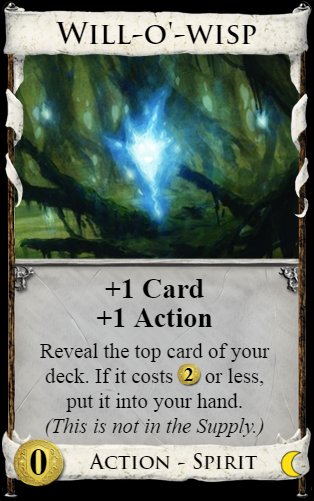 WILL-O'-WISP
+1 Card
+1 Action
Reveal the top card of your
deck. If it costs 2 or less,
put it into your hand.
(This is not in the Supply.)
0 ACTION - SPIRIT